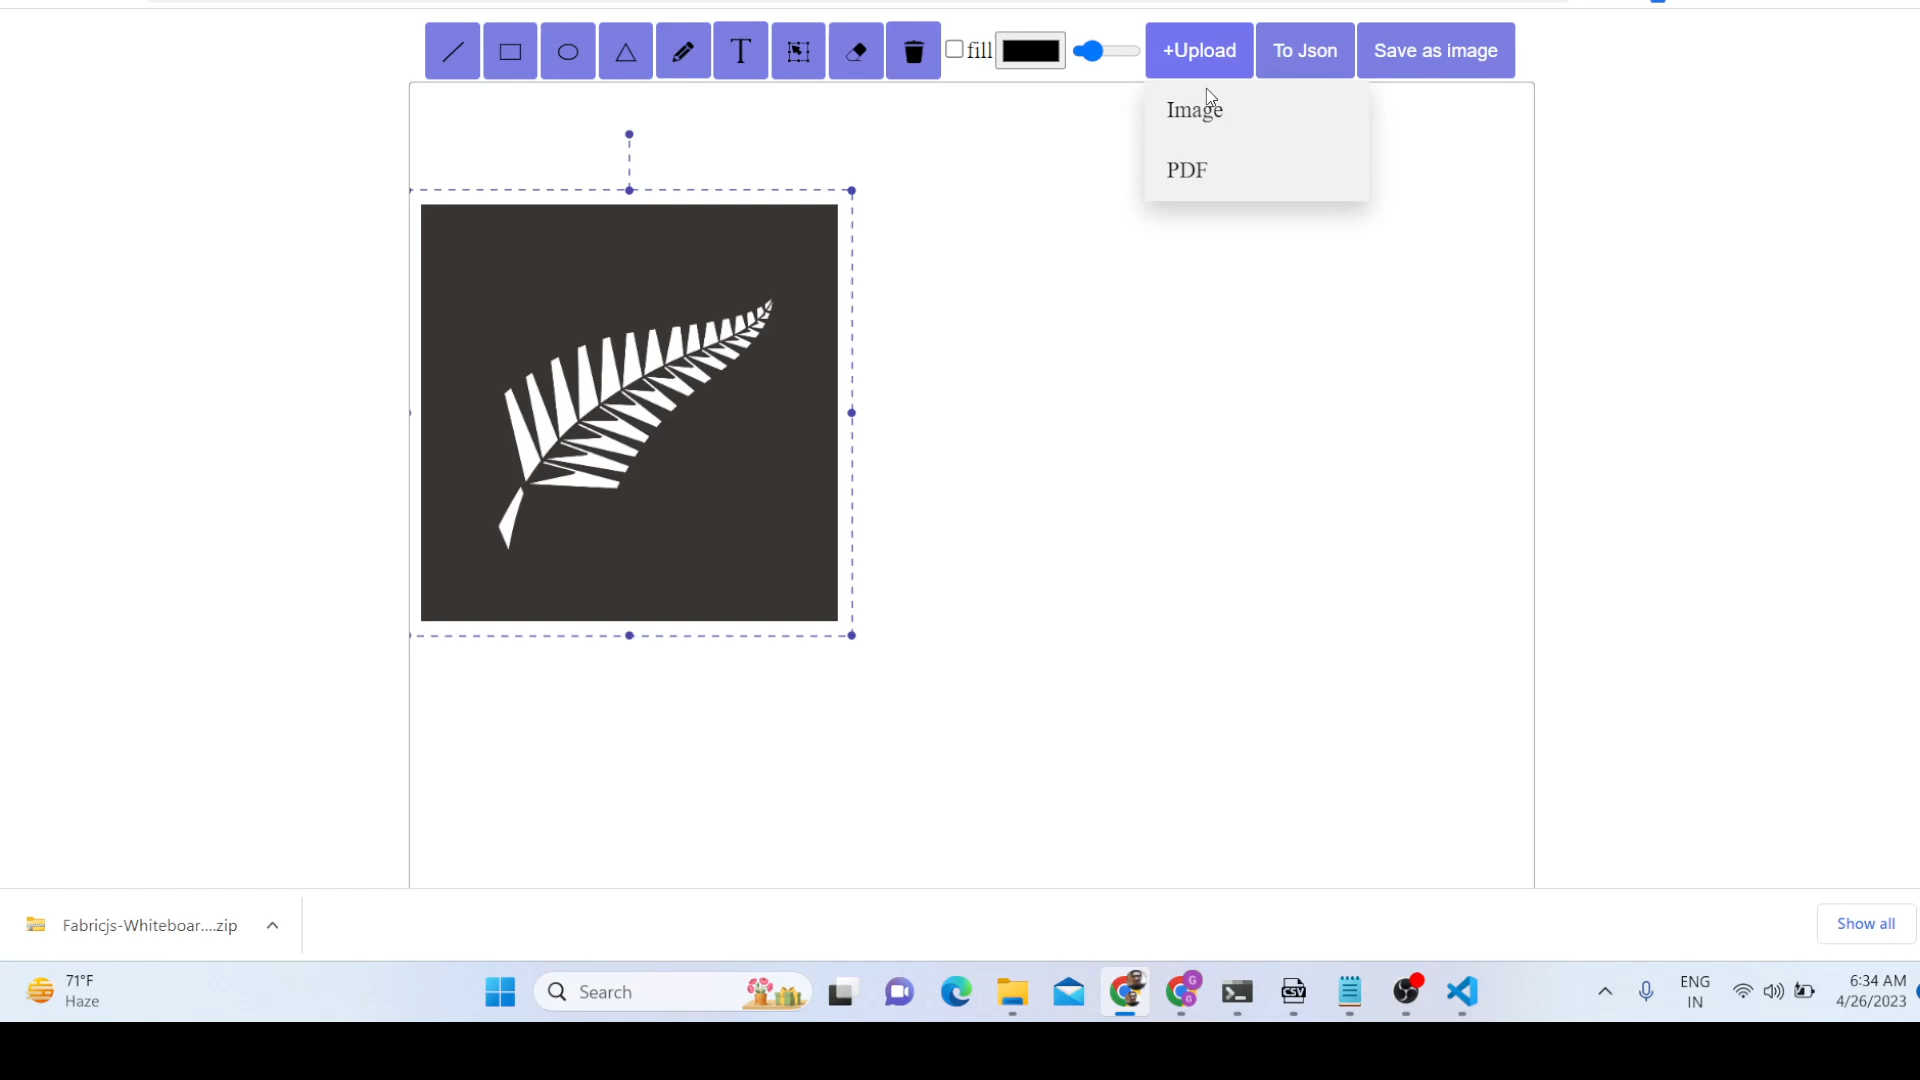 T
fill
+Upload
To Json
Save as image
Image
PDF
Fabricjs-Whiteboar....zip
Show all
71°F
Haze
Search
CSV
G
G
ENG
IN
6:34 AM
4/26/2023